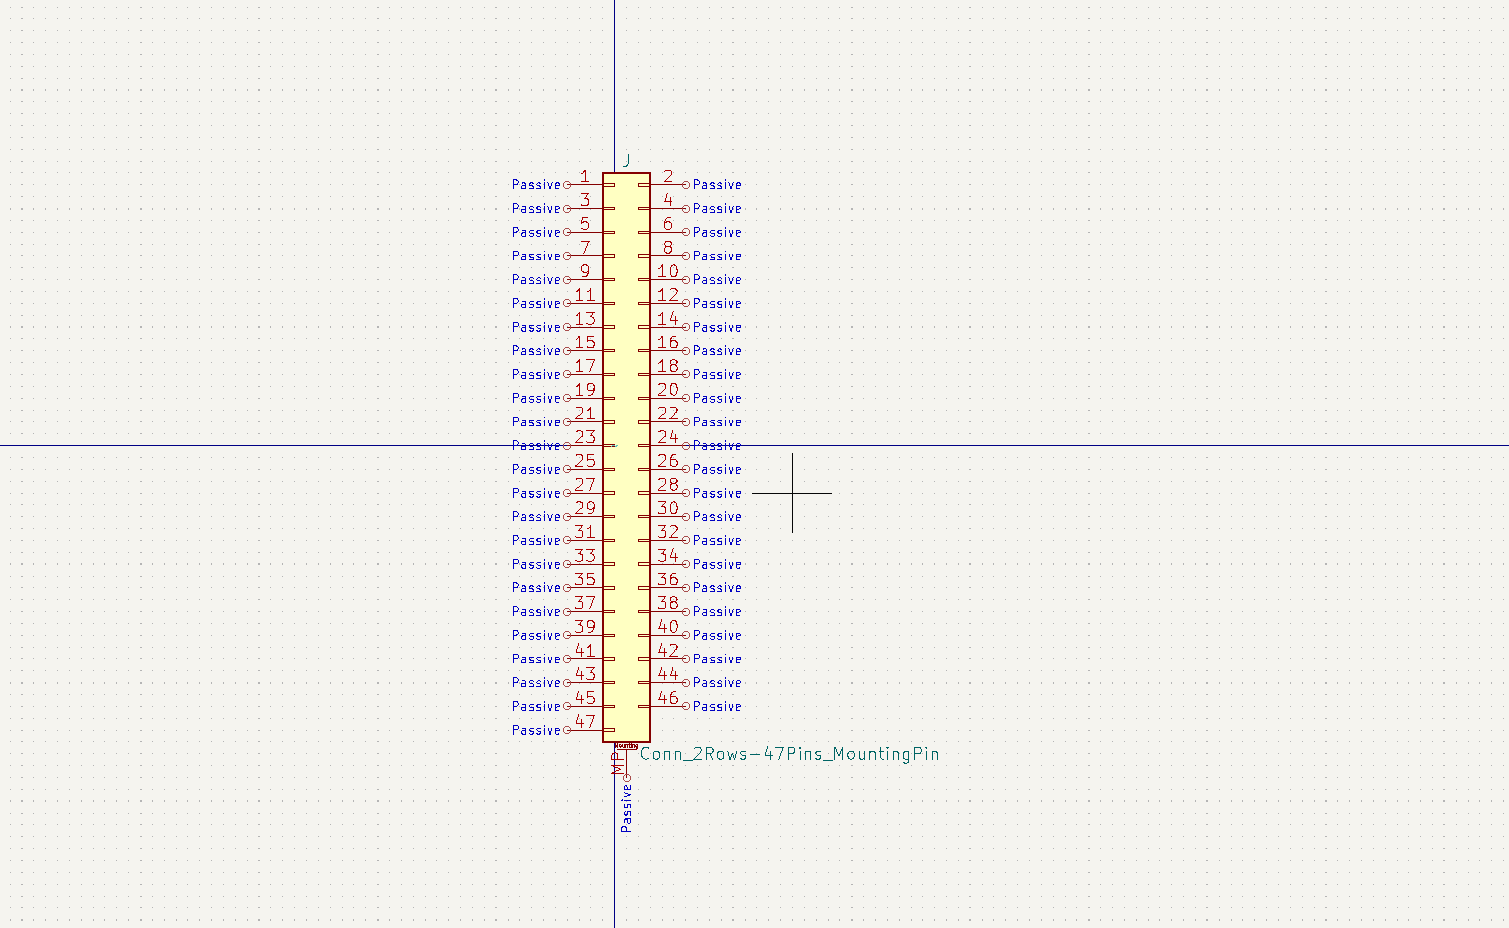 J
Passive 1 2 Passive
Passive 3 4 Passive
Passive 5 6 Passive
Passive 7 8 Passive
Passive 9 10 Passive
Passive 11 12 Passive
Passive 13 14 Passive
Passive 15 16 Passive
Passive 17 18 Passive
Passive 19 20 Passive
Passive 21 22 Passive
Passive 23 24 Passive
Passive 25 26 Passive
Passive 27 28 Passive
Passive 29 30 Passive
Passive 31 32 Passive
Passive 33 34 Passive
Passive 35 36 Passive
Passive 37 38 Passive
Passive 39 40 Passive
Passive 41 42 Passive
Passive 43 44 Passive
Passive 45 46 Passive
Passive 47
Mounting
MP Conn_2Rows-47Pins_MountingPin
Passive